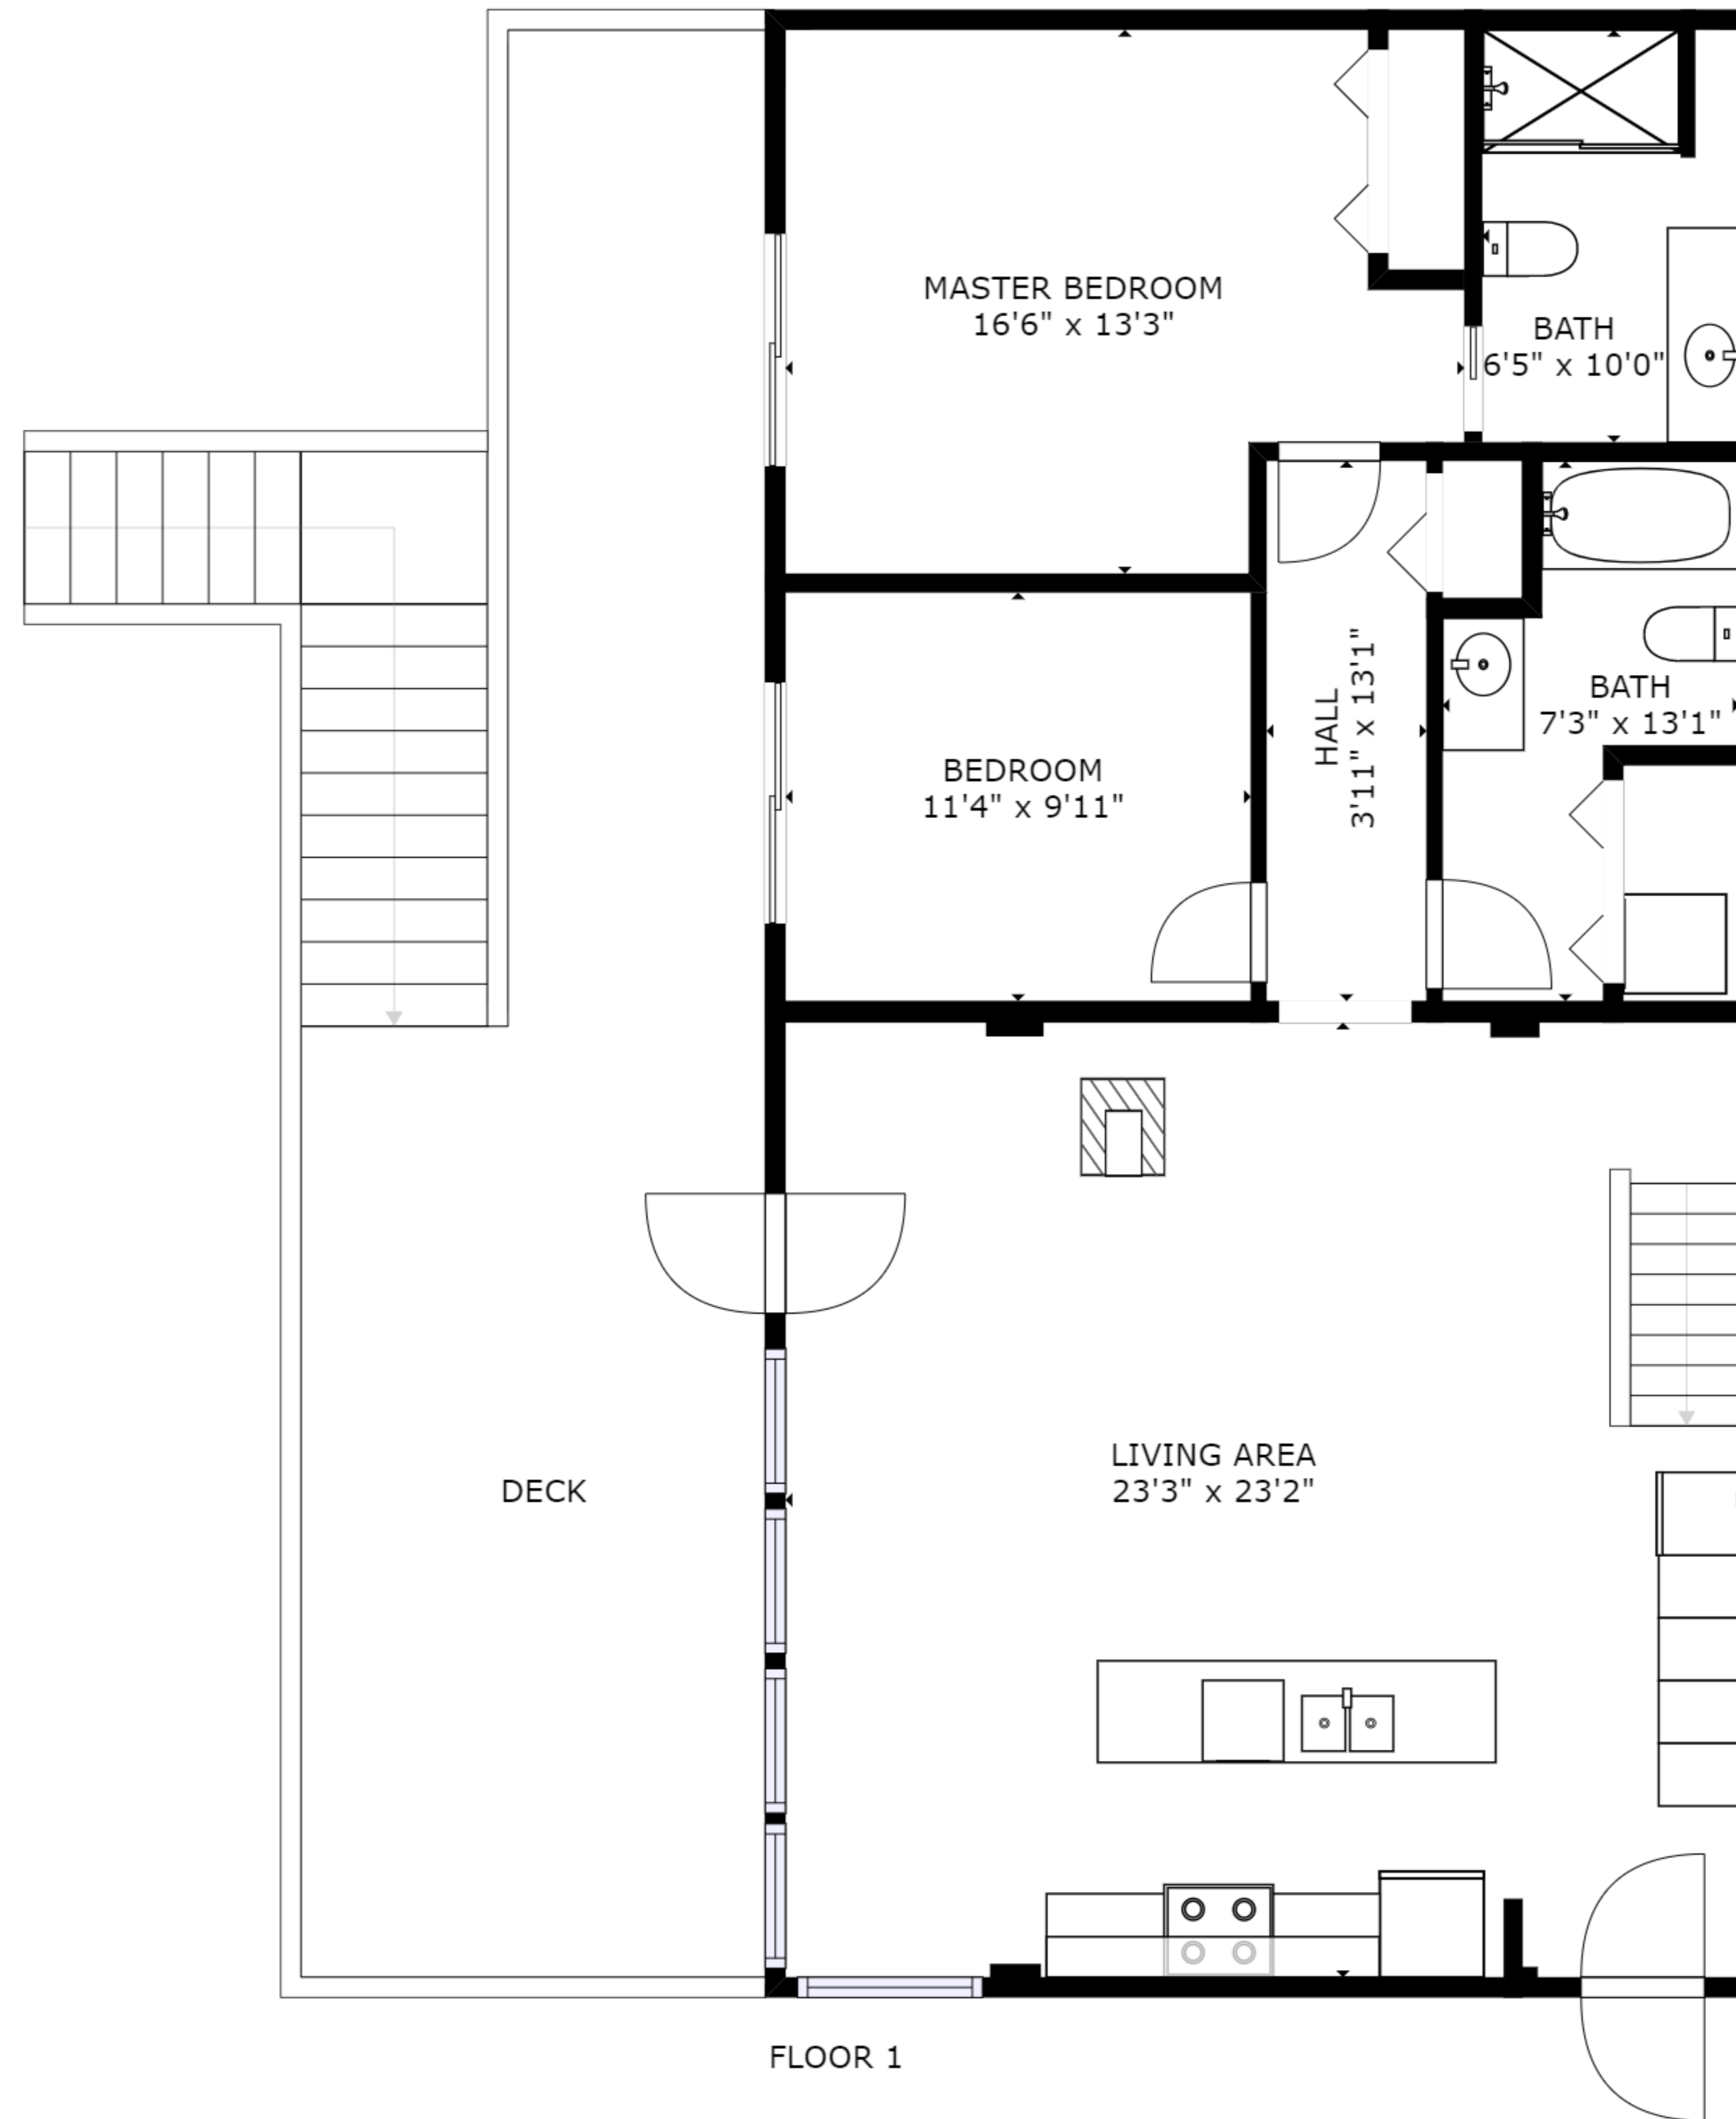 MASTER BEDROOM
16'6" x 13'3"
BATH
6'5" x 10'0"
HALL
3'11" x 13'1"
BATH
7'3" x 13'1"
BEDROOM
11'4" x 9'11"
LIVING AREA
23'3" x 23'2"
DECK
FLOOR 1